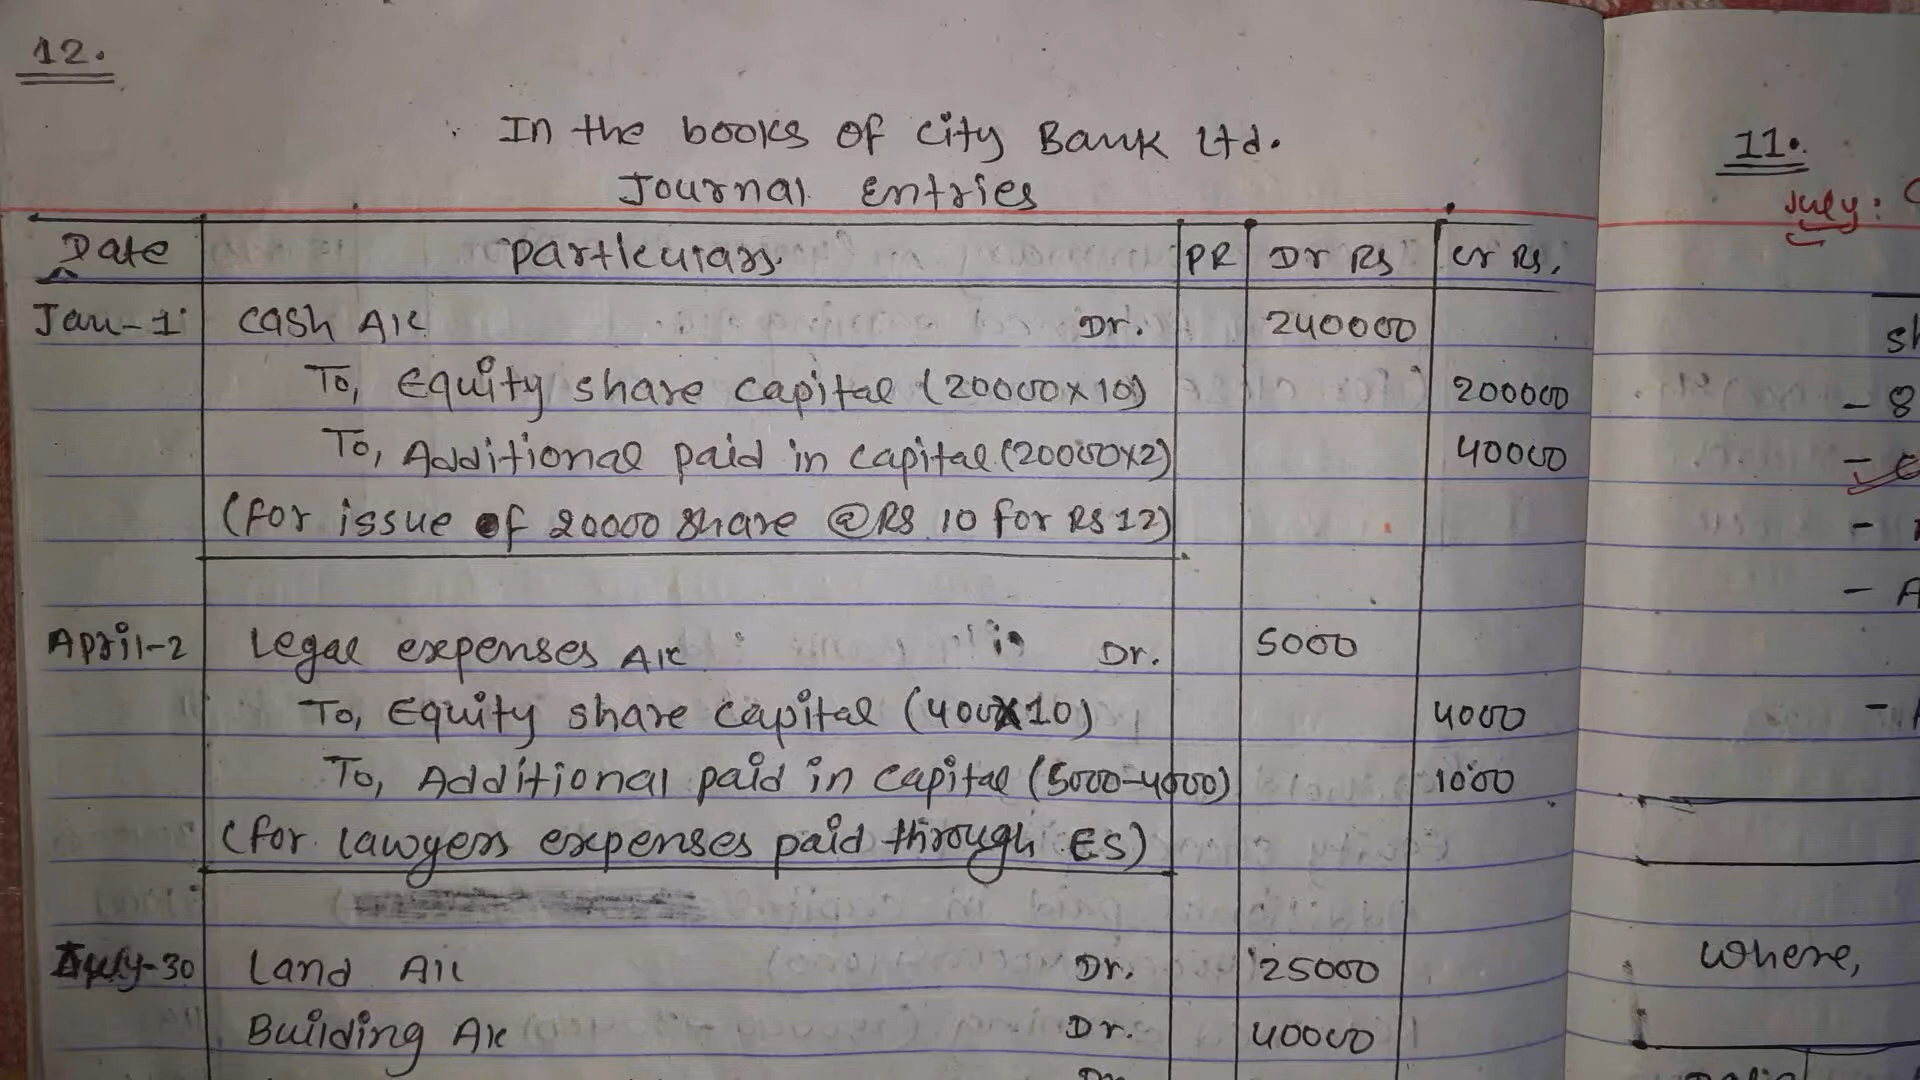 12.
In the books of City Bank Ltd.
Journal Entries
Date Particulars. PR Dr Rs Cr Rs.
Jan-1 Cash A/c Dr. 240000
To, Equity share capital (20000x10) 200000
To, Additional paid in capital (20000x2) 40000
(For issue of 20000 share @Rs 10 for Rs 12)
April-2 Legal expenses A/c Dr. 5000
To, Equity share capital (400x10) 4000
To, Additional paid in capital (5000-4000) 1000
(For lawyers expenses paid through ES)
July-30 Land A/c Dr. 25000
Building A/c Dr. 40000
11.
July:
- 8
Where,